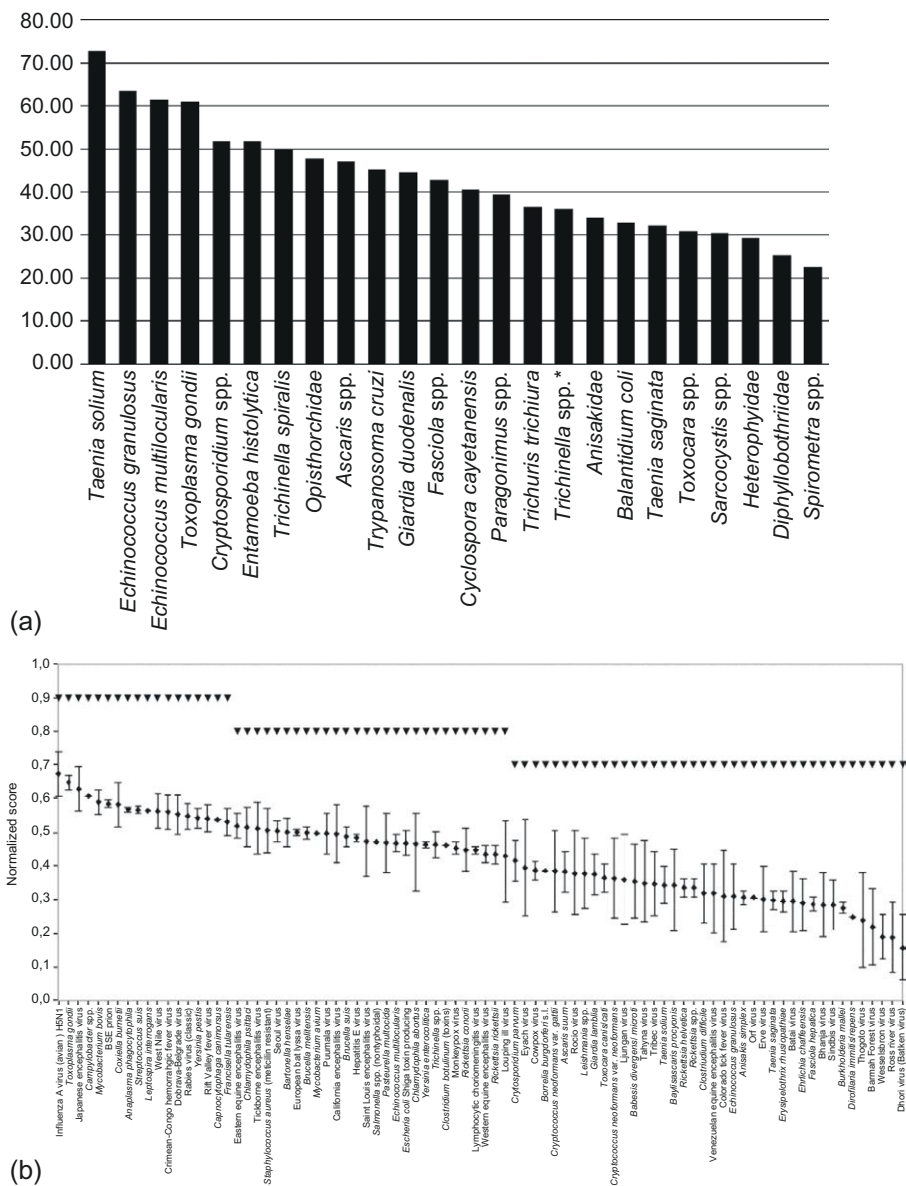 80.00
70.00
60.00
50.00
40.00
30.00
20.00
10.00
0.00
Taenia solium
Echinococcus granulosus
Echinococcus multilocularis
Toxoplasma gondii
Cryptosporidium spp.
Entamoeba histolytica
Trichinella spiralis
Opisthorchidae
Ascaris spp.
Trypanosoma cruzi
Giardia duodenalis
Fasciola spp.
Cyclospora cayetanensis
Paragonimus spp.
Trichuris trichiura
Trichinella spp. *
Anisakidae
Balantidium coli
Taenia saginata
Toxocara spp.
Sarcocystis spp.
Heterophyidae
Diphyllobothriidae
Spirometra spp.
(a)
Normalized score
1,0
0,9
0,8
0,7
0,6
0,5
0,4
0,3
0,2
0,1
0,0
Influenza A virus (avian ) H5N1
Toxoplasma gondii
Japanese encephalitis virus
Campylobacter spp.
Mycobacterium bovis
BSE prion
Coxiella burnetii
Anaplasma phagocytophila
Streptococcus suis
Leptospira interrogans
West Nile virus
Crimean-Congo hemorrhagic fever virus
Dobrava-Belgrade virus
Rabies virus (classic)
Yersinia pestis
Rift Valley fever virus
Capnocytophaga canimorsus
Francisella tilarensis
Eastern equine encephalitis virus
Chlamydophila psittaci
Tickborne encephalitis virus
Staphylococcus aureus (meticillin resistant)
Seoul virus
Bartonella henselae
European bat lyssa virus
Brucella mellitensis
Mycobacterium avium
Puumala virus
California encephalitis virus
Brucella suis
Hepatitis E virus
Saint Louis encephalitis virus
Salmonella spp. (nontyphoidal)
Pasteurella multocida
Echinococcus multilocularis
Escheria coli Shiga toxin producing
Chlamydophila abortus
Yersinia enterocolitica
Trichinella spp.
Clostridium botulinum (toxins)
Monkeypox virus
Rickettsia conorii
Lymphocytic chorionmeningitis virus
Western equine encephalitis virus
Rickettsia rickettsii
Louping ill virus
Cryptosporidium parvum
Eyach virus
Cowpox virus
Borrelia burgdorferi s.l.
Cryptococcus neoformans var. gattii
Ascaris suum
Rocio virus
Leishmania spp.
Giardia lamblia
Toxocara canis/cati
Cryptococcus neoformans var. neoformans
Ljungan virus
Babesia divergens/ microti
Tahyna virus
Tribec virus
Taenia solium
Baylisascaris procyonis
Rickettsia helvetica
Rickettsia spp.
Clostridium difficile
Venezuelan equine encephalitis virus
Colorado tick fever virus
Echinococcus granulosus
Anisakis simplex
Orf virus
Erve virus
Taenia saginata
Erysipelothrix rhusiopathiae
Batai virus
Ehrlichia chaffeensis
Fasciola hepatica
Bhanja virus
Sindbis virus
Burkholderia mallei
Dirofilaria immitis/repens
Thogoto virus
Barmah Forest virus
Wesselsbron virus
Ross river virus
Dhori virus (Batken virus)
(b)